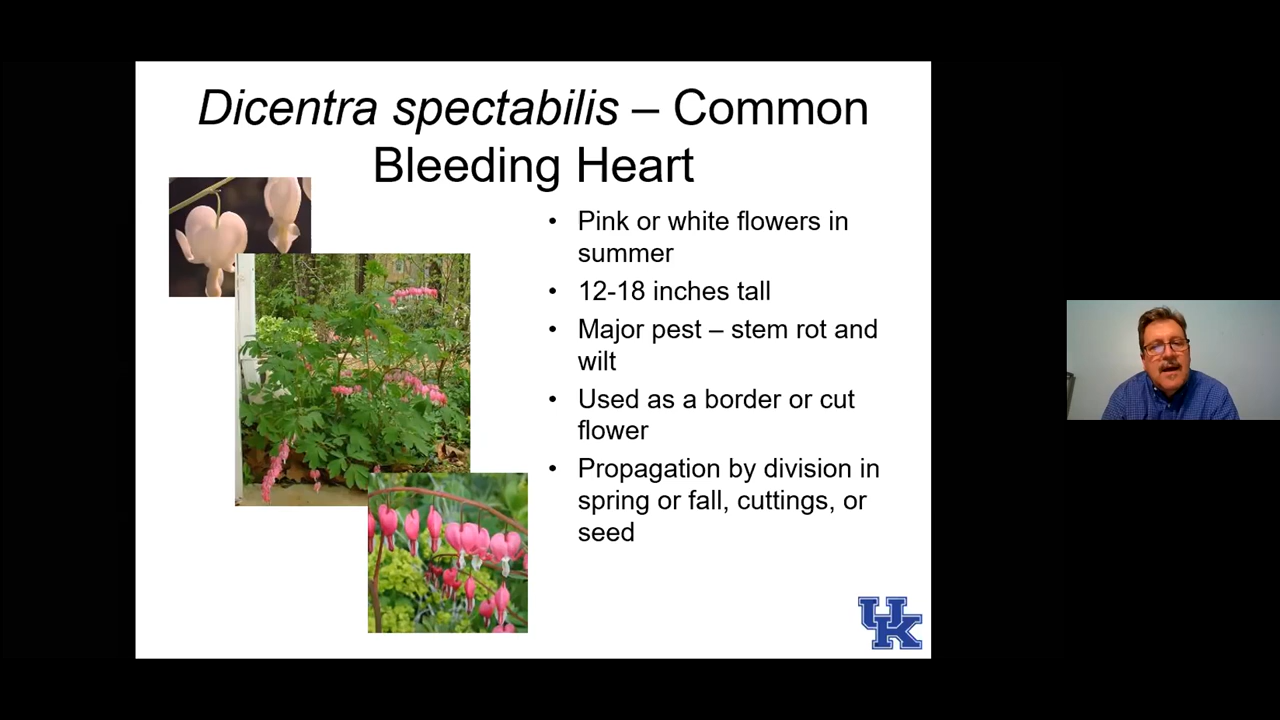 Dicentra spectabilis – Common
Bleeding Heart
• Pink or white flowers in
summer
• 12-18 inches tall
• Major pest – stem rot and
wilt
• Used as a border or cut
flower
• Propagation by division in
spring or fall, cuttings, or
seed
UK